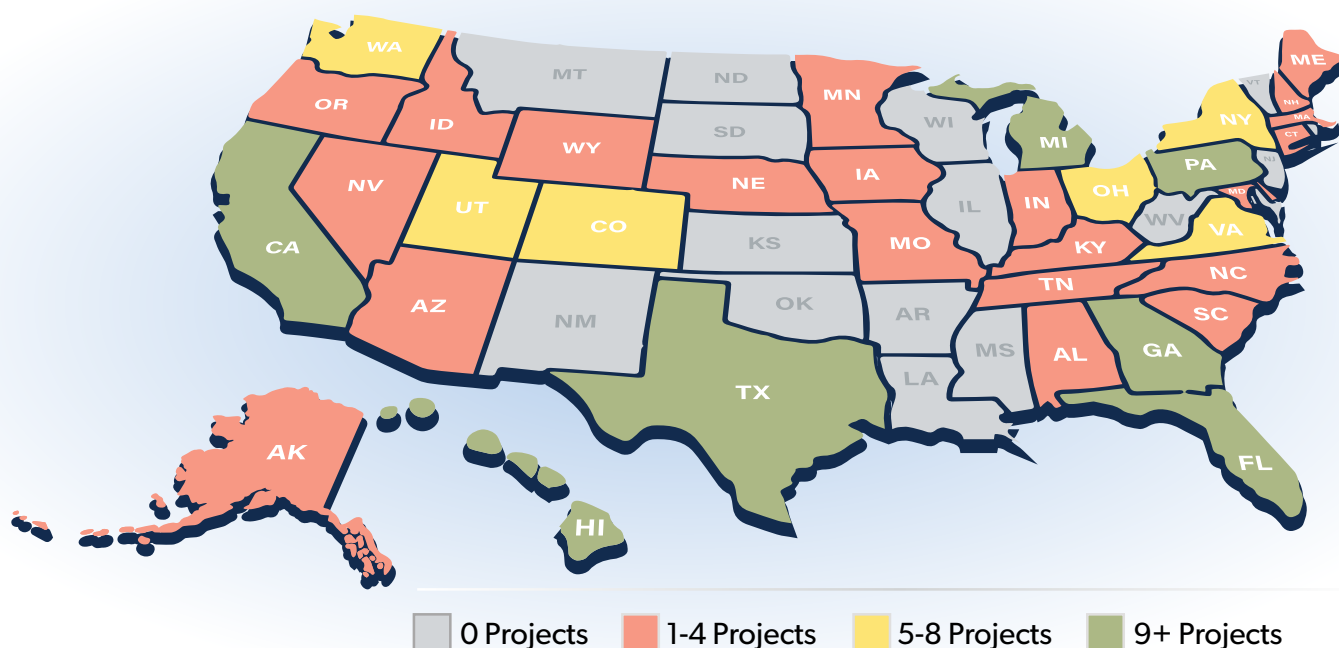 WA
MT
ND
MN
ME
VT
NH
OR
ID
SD
WI
NY
MA
CT
MI
WY
NE
IA
PA
NJ
NV
UT
CO
IL
IN
OH
MD
WV
VA
CA
KS
MO
KY
NC
AZ
NM
OK
AR
TN
SC
MS
AL
GA
TX
LA
AK
FL
HI
0 Projects
1-4 Projects
5-8 Projects
9+ Projects